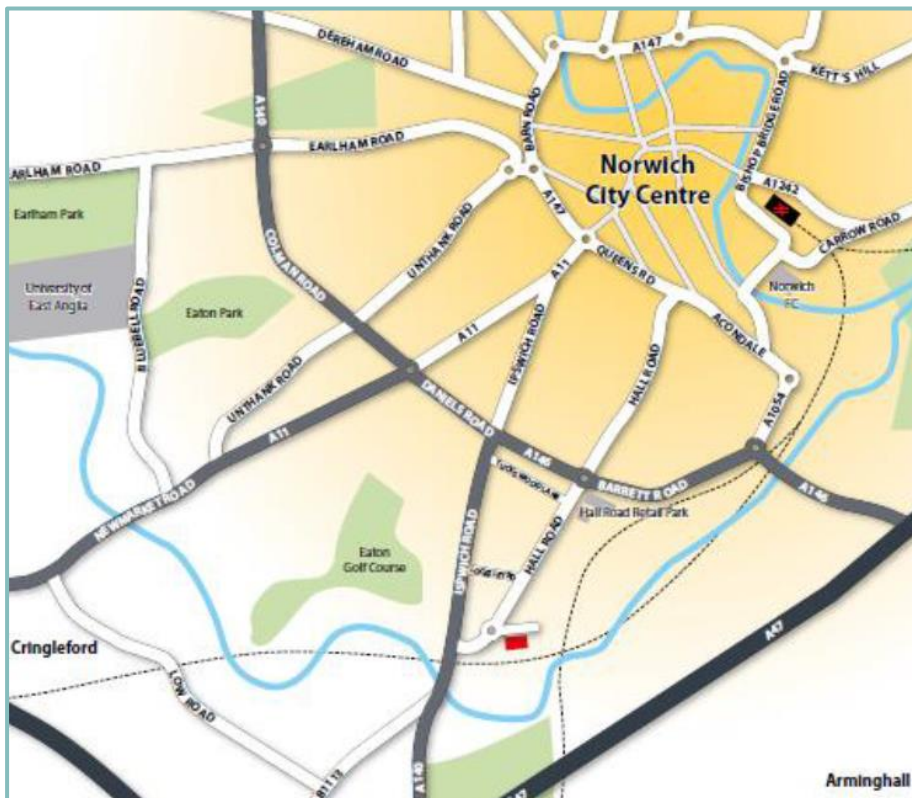 DEREHAM ROAD
A147
KETT'S HILL
A140
BARN ROAD
BISHOP BRIDGE ROAD
EARLHAM ROAD
ARLHAM ROAD
Norwich
City Centre
A1242
Earlham Park
A147
UNTHANK ROAD
CARROW ROAD
COLMAN ROAD
QUEENS RD
A11
University of
East Anglia
Norwich
FC
Eaton Park
BLUEBELL ROAD
A11
IPSWICH ROAD
ACONDALE
UNTHANK ROAD
HALL ROAD
DANIELS ROAD
A1054
A11
A146
BARRETT ROAD
A146
NEWMARKET ROAD
Hall Road Retail Park
IPSWICH ROAD
HALL ROAD
Eaton
Golf Course
A47
Cringleford
LOW ROAD
A140
B1113
Arminghall
47